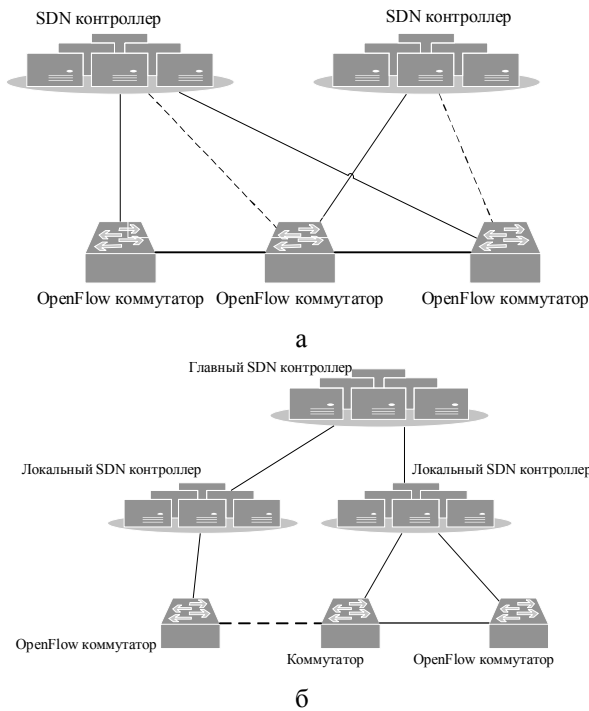 SDN контроллер
SDN контроллер
OpenFlow коммутатор
OpenFlow коммутатор
OpenFlow коммутатор
а
Главный SDN контроллер
Локальный SDN контроллер
Локальный SDN контроллер
OpenFlow коммутатор
Коммутатор
OpenFlow коммутатор
б